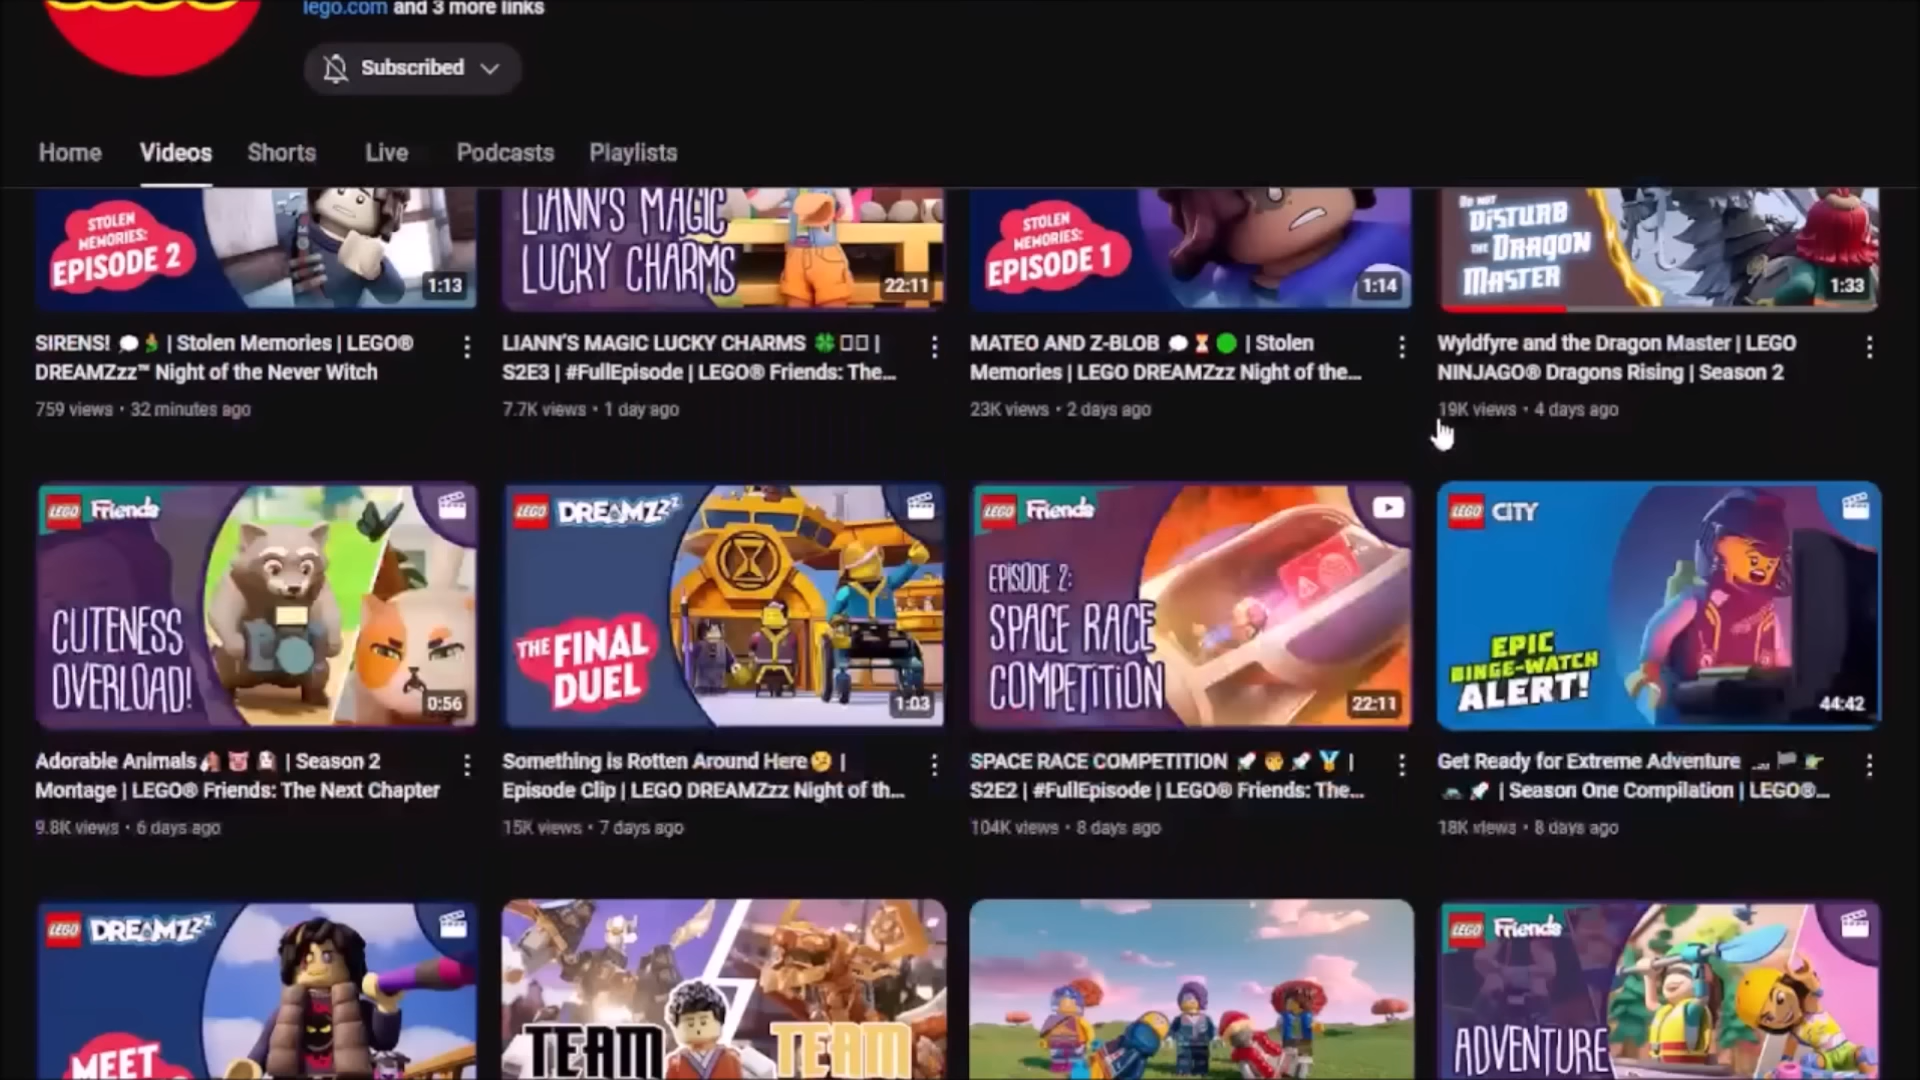 lego.com and 3 more links
Subscribed
Home Videos Shorts Live Podcasts Playlists
STOLEN
MEMORIES:
EPISODE 2
1:13
LIANN'S MAGIC
LUCKY CHARMS
22:11
STOLEN
MEMORIES:
EPISODE 1
1:14
DO NOT
DISTURB
THE DRAGON
MASTER
1:33
SIRENS! | Stolen Memories | LEGO®
DREAMZzz™ Night of the Never Witch
759 views • 32 minutes ago
LIANN'S MAGIC LUCKY CHARMS |
S2E3 | #FullEpisode | LEGO® Friends: The...
7.7K views • 1 day ago
MATEO AND Z-BLOB | Stolen
Memories | LEGO DREAMZzz Night of the...
23K views • 2 days ago
Wyldfyre and the Dragon Master | LEGO
NINJAGO® Dragons Rising | Season 2
19K views • 4 days ago
LEGO Friends
CUTENESS
OVERLOAD!
0:56
LEGO DREAMZzz
THE FINAL
DUEL
1:03
LEGO Friends
EPISODE 2:
SPACE RACE
COMPETITION
22:11
LEGO CITY
EPIC
BINGE-WATCH
ALERT!
44:42
Adorable Animals | Season 2
Montage | LEGO® Friends: The Next Chapter
9.8K views • 6 days ago
Something is Rotten Around Here |
Episode Clip | LEGO DREAMZzz Night of th...
15K views • 7 days ago
SPACE RACE COMPETITION |
S2E2 | #FullEpisode | LEGO® Friends: The...
104K views • 8 days ago
Get Ready for Extreme Adventure
| Season One Compilation | LEGO®...
18K views • 8 days ago
LEGO DREAMZzz
MEET
TEAM TEAM
LEGO Friends
ADVENTURE